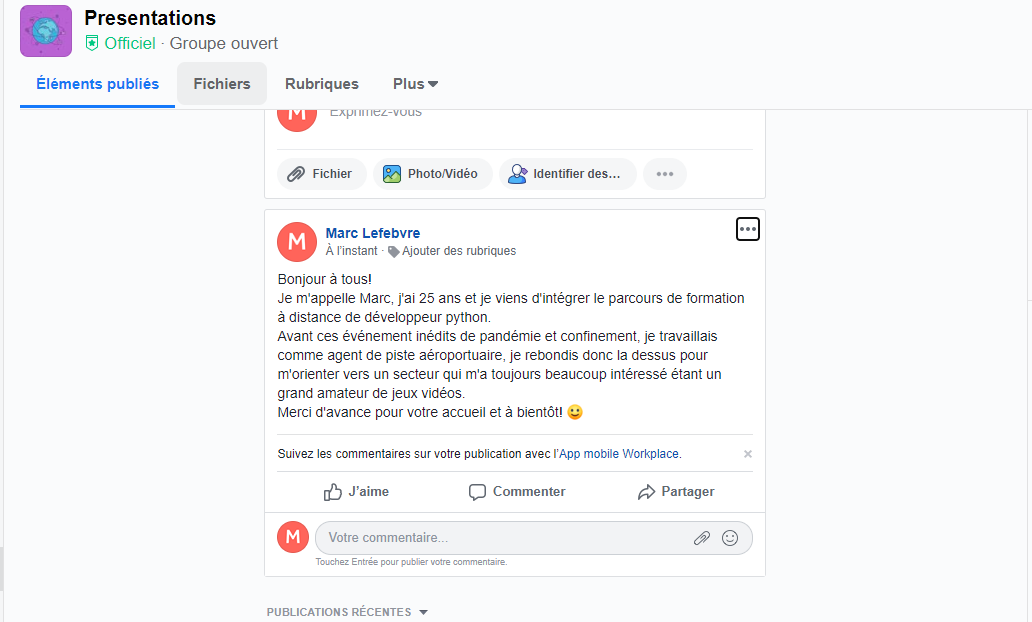 Presentations
Officiel · Groupe ouvert
Éléments publiés Fichiers Rubriques Plus
M Exprimez-vous
Fichier Photo/Vidéo Identifier des... •••
M Marc Lefebvre •••
À l'instant · Ajouter des rubriques
Bonjour à tous!
Je m'appelle Marc, j'ai 25 ans et je viens d'intégrer le parcours de formation
à distance de développeur python.
Avant ces événement inédits de pandémie et confinement, je travaillais
comme agent de piste aéroportuaire, je rebondis donc la dessus pour
m'orienter vers un secteur qui m'a toujours beaucoup intéressé étant un
grand amateur de jeux vidéos.
Merci d'avance pour votre accueil et à bientôt! 🙂
Suivez les commentaires sur votre publication avec l'App mobile Workplace. ×
J'aime Commenter Partager
M Votre commentaire...
Touchez Entrée pour publier votre commentaire.
PUBLICATIONS RÉCENTES